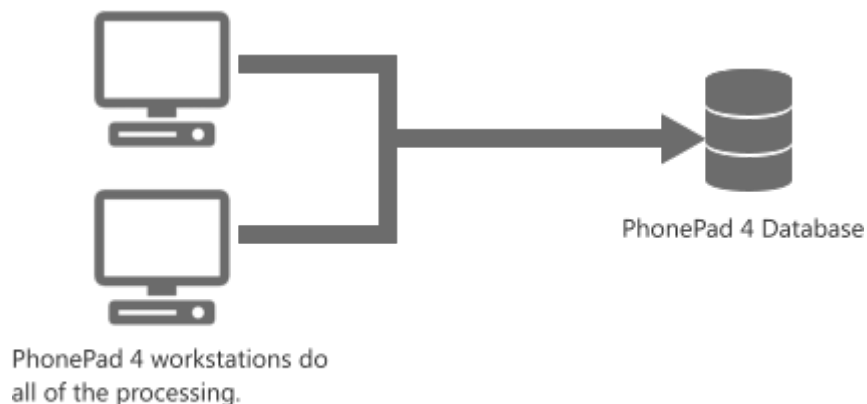 PhonePad 4 Database
PhonePad 4 workstations do
all of the processing.